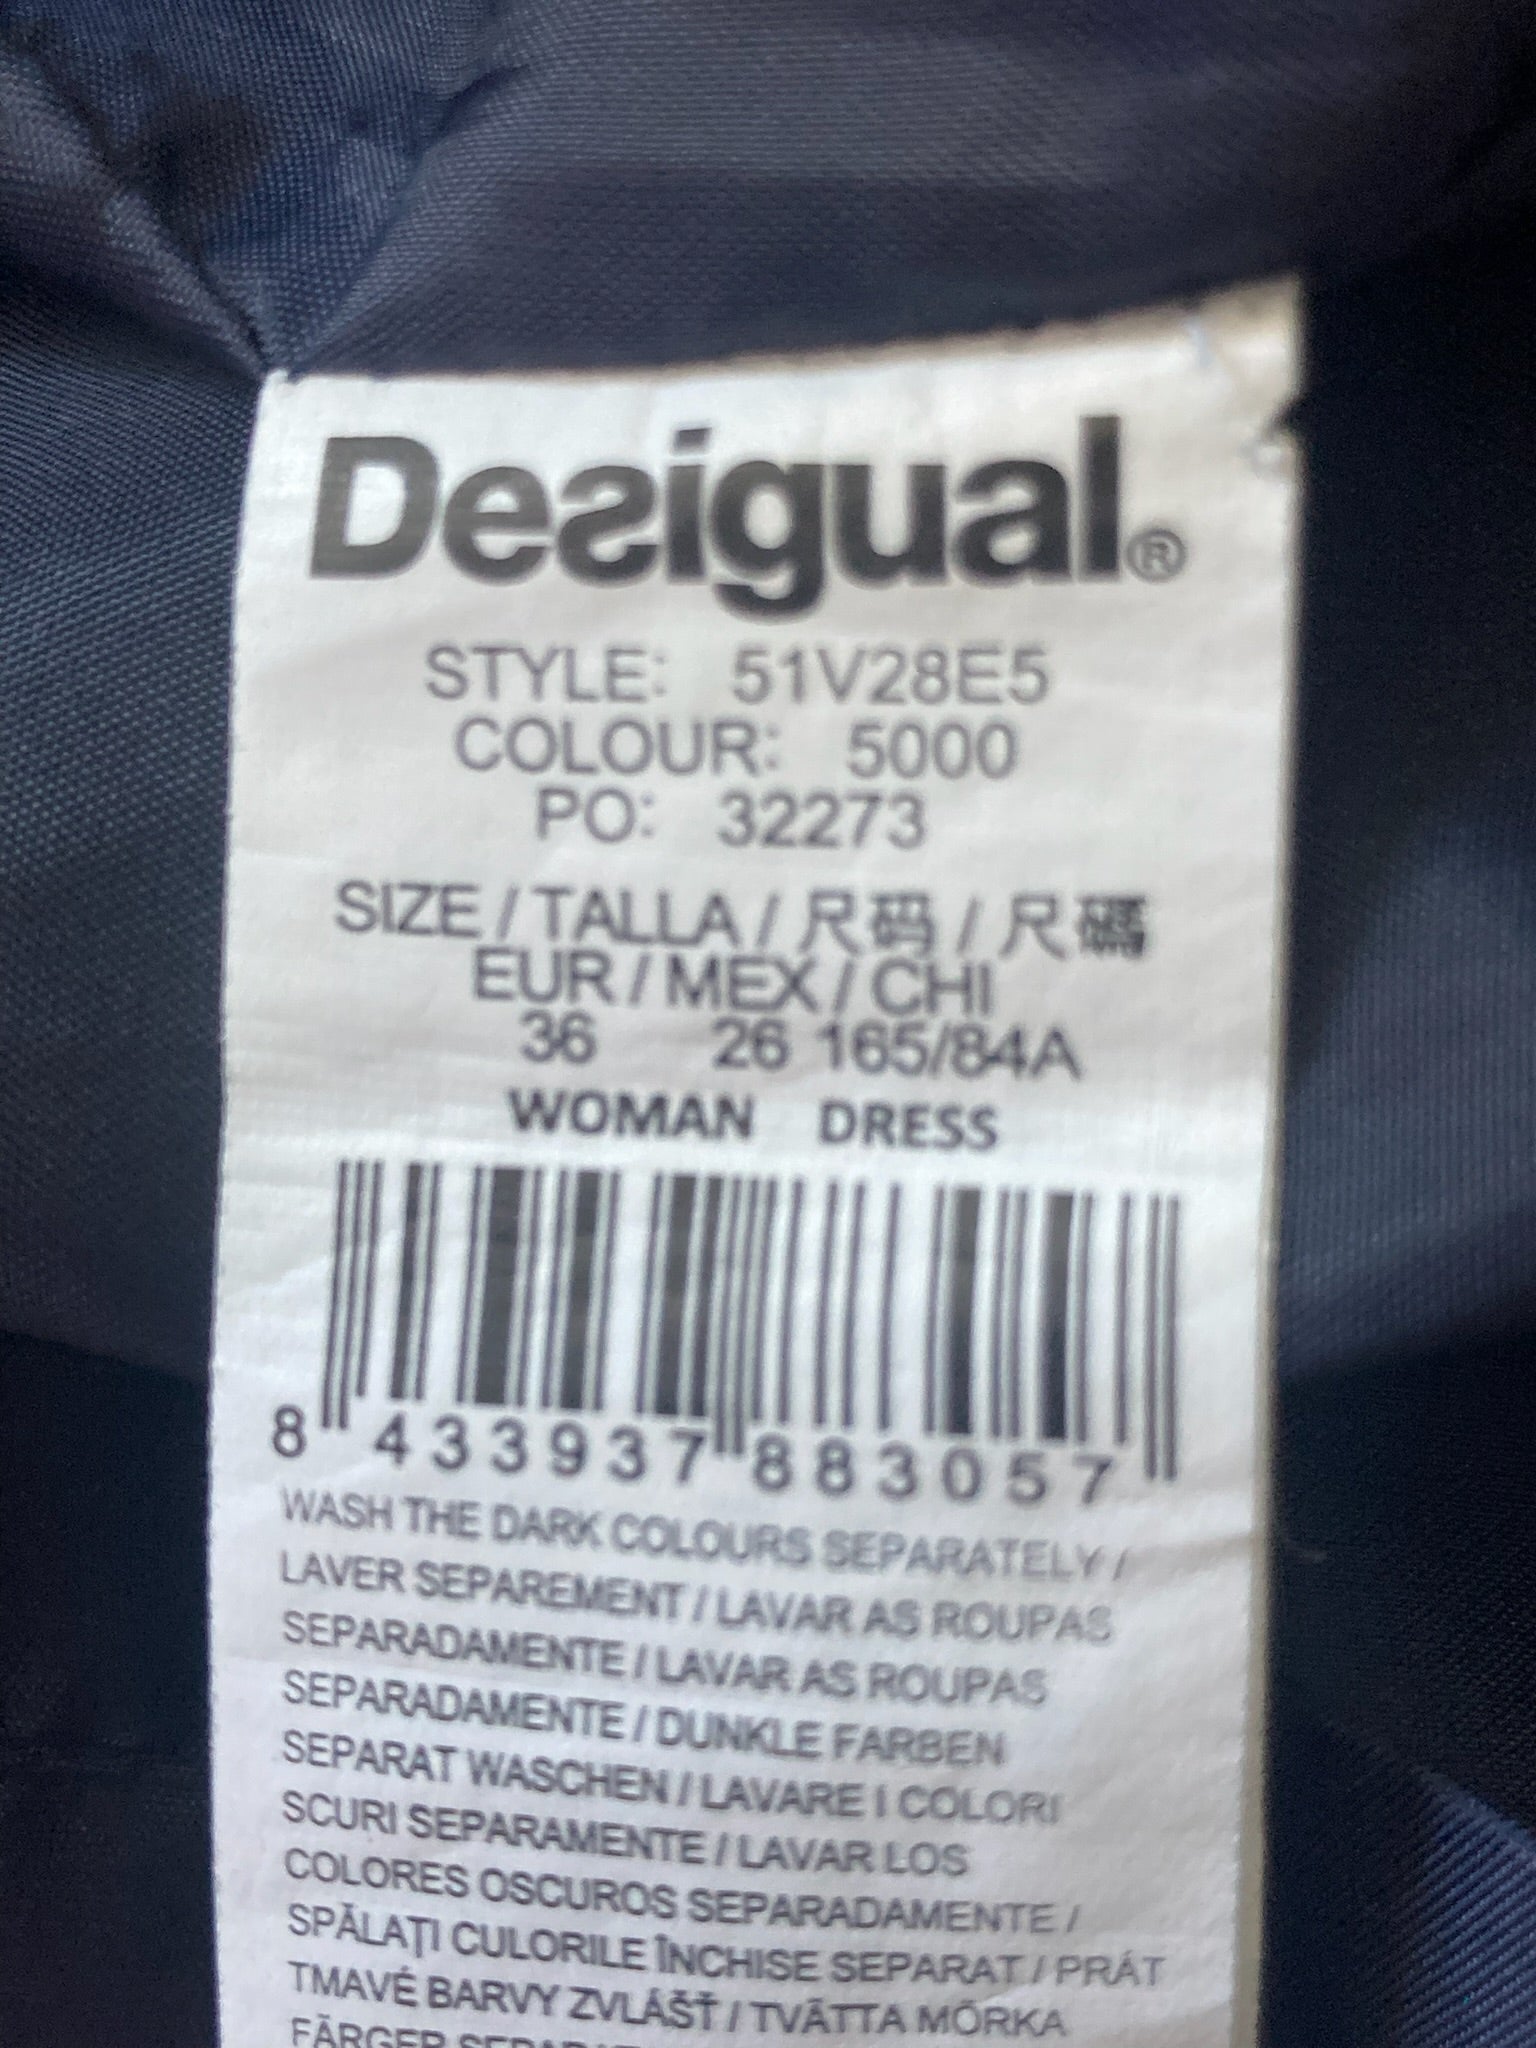 Desigual®
STYLE: 51V28E5
COLOUR: 5000
PO: 32273
SIZE / TALLA / 尺码 / 尺碼
EUR / MEX / CHI
36 26 165/84A
WOMAN DRESS
8 433937 883057
WASH THE DARK COLOURS SEPARATELY /
LAVER SEPAREMENT / LAVAR AS ROUPAS
SEPARADAMENTE / LAVAR AS ROUPAS
SEPARADAMENTE / DUNKLE FARBEN
SEPARAT WASCHEN / LAVARE I COLORI
SCURI SEPARAMENTE / LAVAR LOS
COLORES OSCUROS SEPARADAMENTE /
SPĂLAȚI CULORILE ÎNCHISE SEPARAT / PRÁT
TMAVÉ BARVY ZVLÁŠŤ / TVÄTTA MÖRKA
FÄRGER